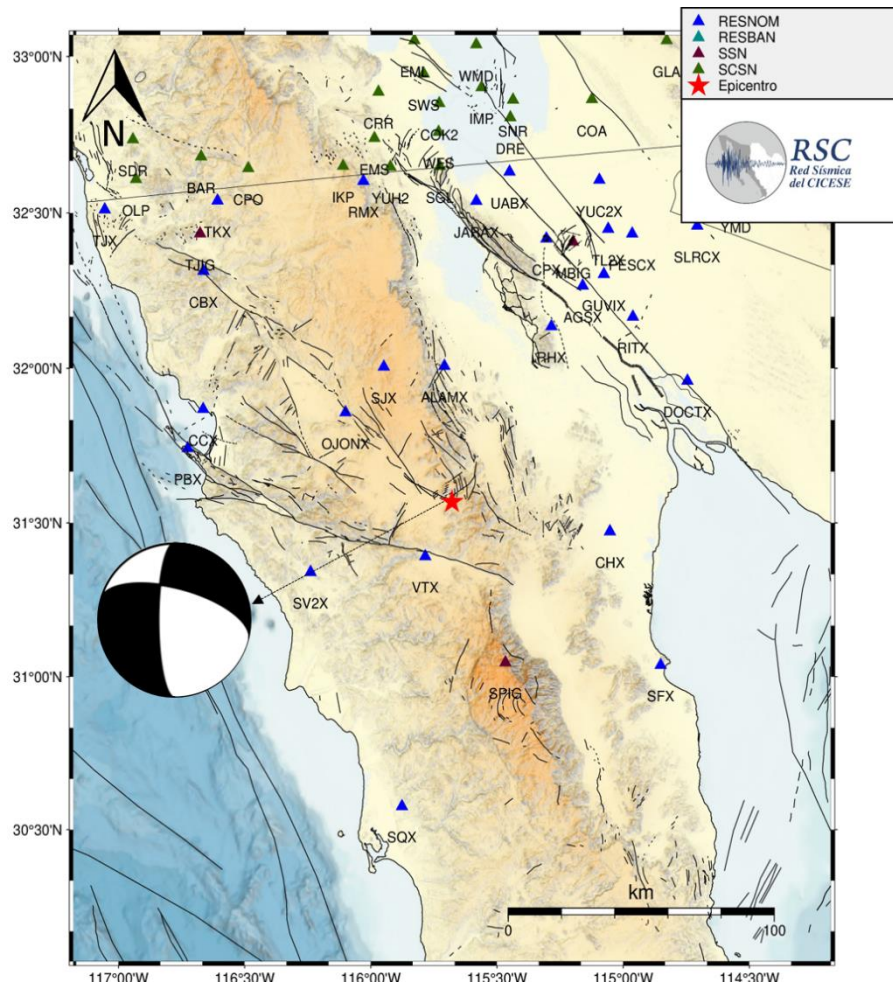 RESNOM
RESBAN
SSN
SCSN
Epicentro
RSC
Red Sísmica
del CICESE
33°00'N
32°30'N
32°00'N
31°30'N
31°00'N
30°30'N
N
EML
WMD
GLA
SWS
IMP
CRR
COK2
SNR
COA
DRE
SDR
EMS
WES
BAR
CPO
IKP
YUH2
SGL
OLP
RMX
UABX
YUC2X
TJX
TKX
JARAX
YMD
TL2X
TJIG
CPX
MBIG
PESCX
SLRCX
CBX
GUVIX
AGSX
RHX
RITX
SJX
ALAMX
DOCTX
CCX
OJONX
PBX
CHX
SV2X
VTX
SPIG
SFX
SQX
km
0
100
117°00'W
116°30'W
116°00'W
115°30'W
115°00'W
114°30'W